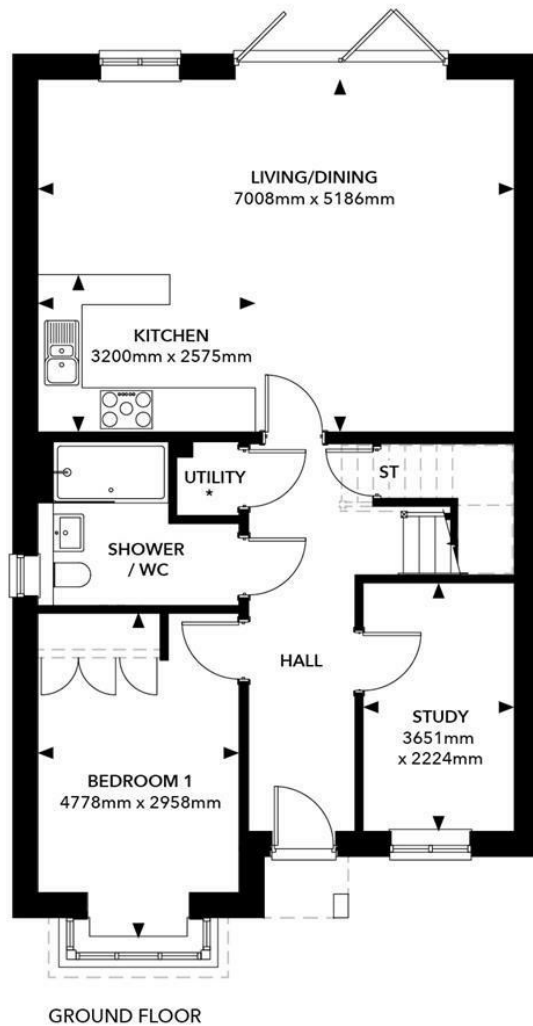 LIVING/DINING
7008mm x 5186mm
KITCHEN
3200mm x 2575mm
UTILITY
*
ST
SHOWER
/ WC
HALL
STUDY
3651mm
x 2224mm
BEDROOM 1
4778mm x 2958mm
GROUND FLOOR